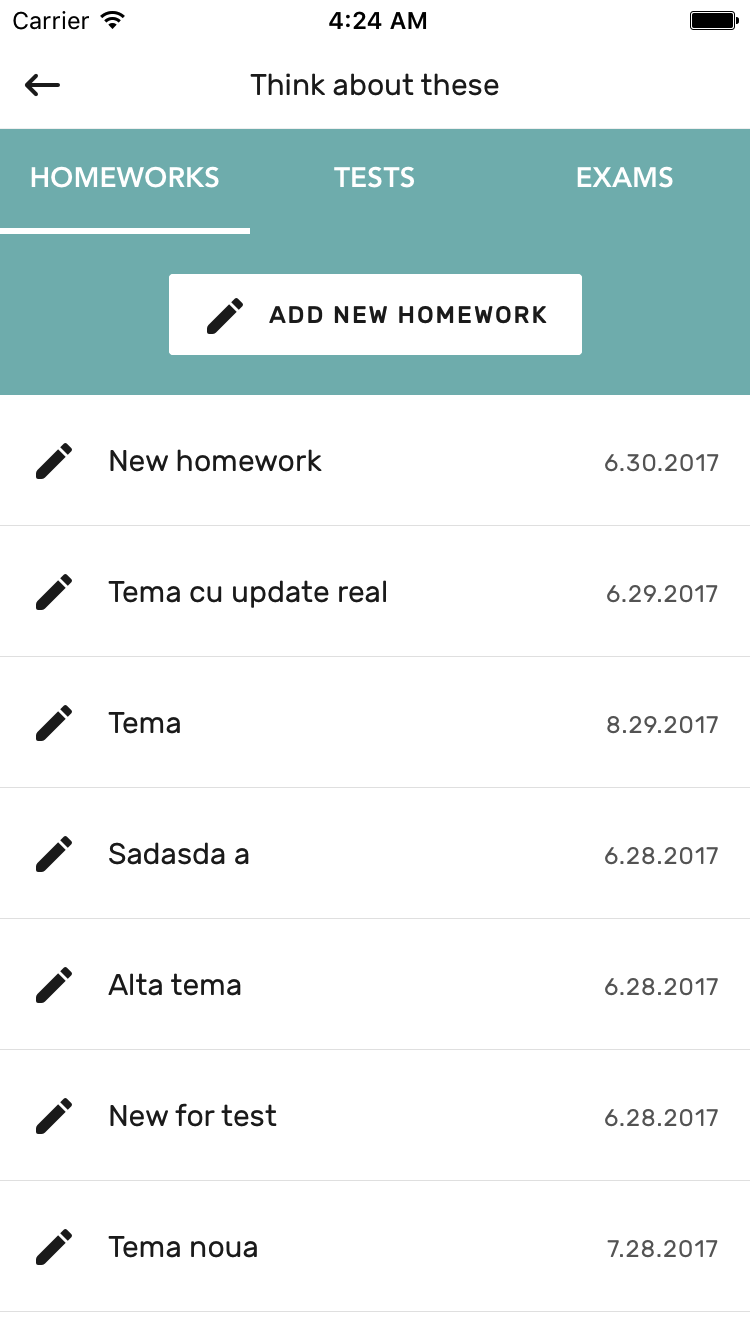 Carrier 4:24 AM
Think about these
HOMEWORKS TESTS EXAMS
ADD NEW HOMEWORK
New homework 6.30.2017
Tema cu update real 6.29.2017
Tema 8.29.2017
Sadasda a 6.28.2017
Alta tema 6.28.2017
New for test 6.28.2017
Tema noua 7.28.2017